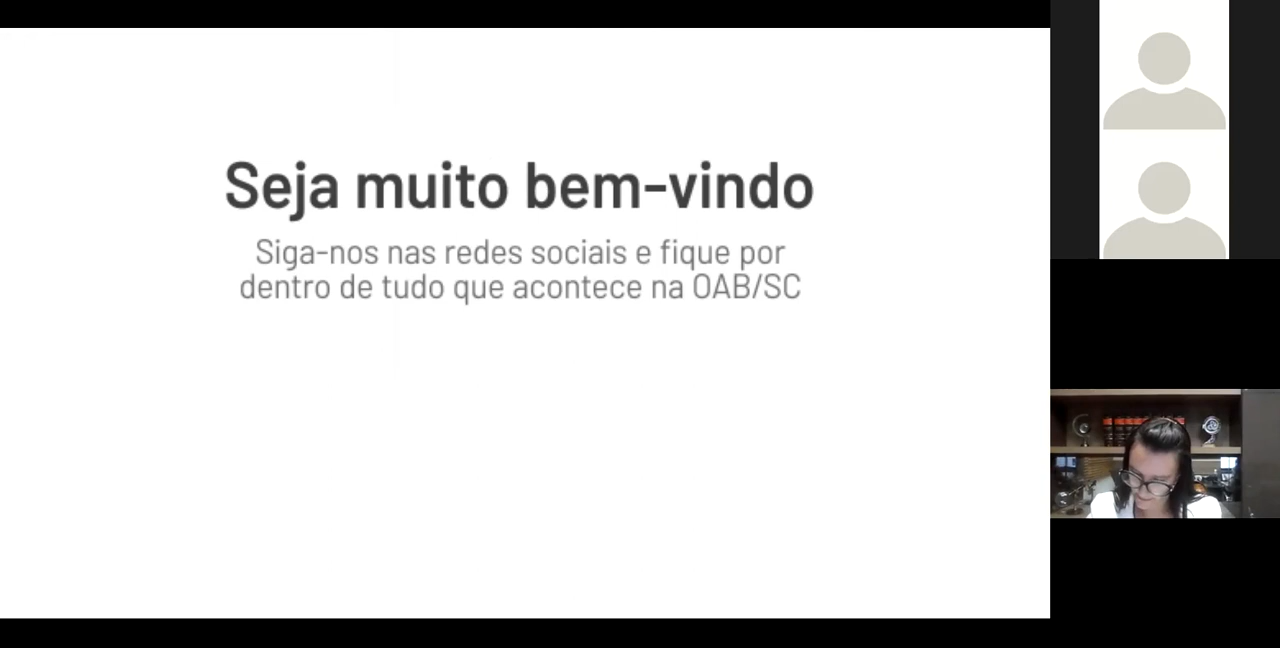 Seja muito bem-vindo
Siga-nos nas redes sociais e fique por
dentro de tudo que acontece na OAB/SC